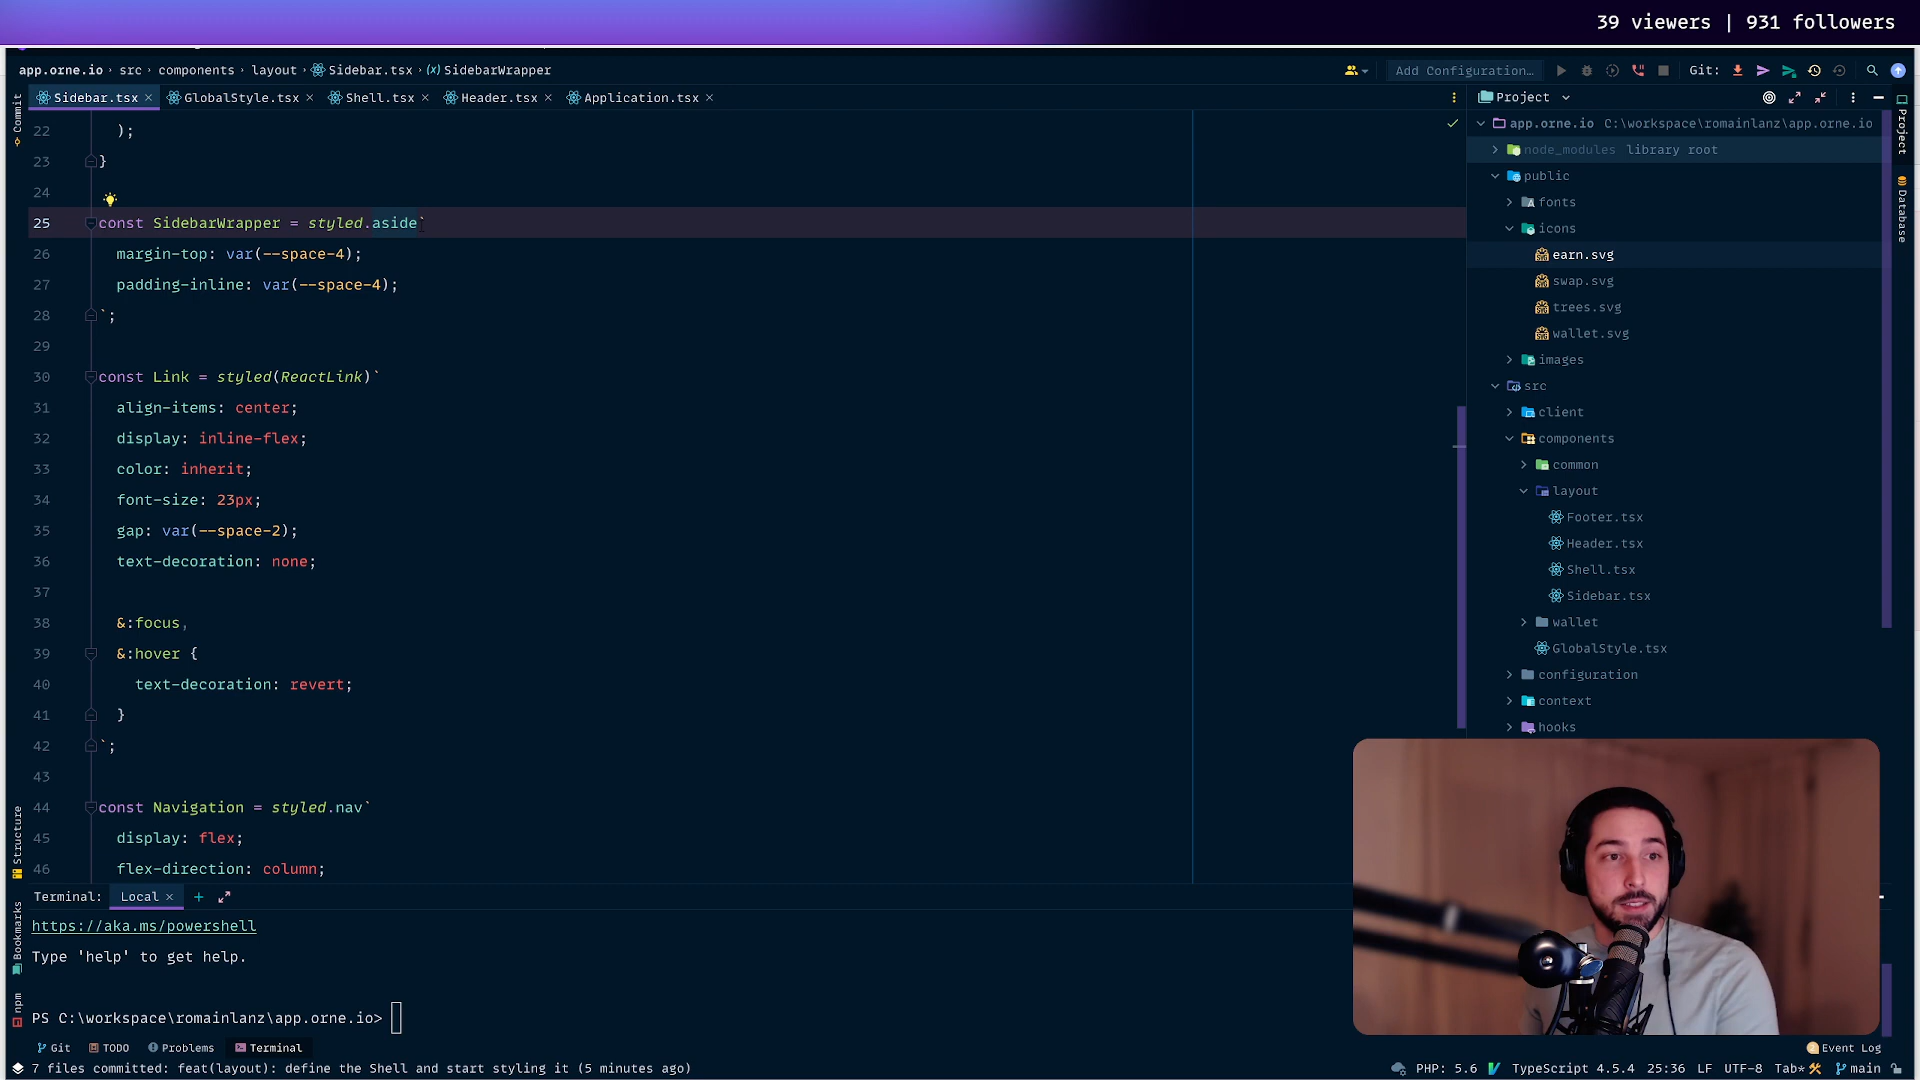 39 viewers | 931 followers
app.orne.io › src › components › layout › Sidebar.tsx › (x) SidebarWrapper
Add Configuration...
Git:
Commit
Sidebar.tsx
GlobalStyle.tsx
Shell.tsx
Header.tsx
Application.tsx
22 );
23 }
24
25 const SidebarWrapper = styled.aside`
26 margin-top: var(--space-4);
27 padding-inline: var(--space-4);
28 `;
29
30 const Link = styled(ReactLink)`
31 align-items: center;
32 display: inline-flex;
33 color: inherit;
34 font-size: 23px;
35 gap: var(--space-2);
36 text-decoration: none;
37
38 &:focus,
39 &:hover {
40 text-decoration: revert;
41 }
42 `;
43
44 const Navigation = styled.nav`
45 display: flex;
46 flex-direction: column;
Project
app.orne.io C:\workspace\romainlanz\app.orne.io
node_modules library root
public
fonts
icons
earn.svg
swap.svg
trees.svg
wallet.svg
images
src
client
components
common
layout
Footer.tsx
Header.tsx
Shell.tsx
Sidebar.tsx
wallet
GlobalStyle.tsx
configuration
context
hooks
Project
Database
Structure
Bookmarks
npm
Terminal: Local
https://aka.ms/powershell
Type 'help' to get help.
PS C:\workspace\romainlanz\app.orne.io>
Git TODO Problems Terminal
Event Log
7 files committed: feat(layout): define the Shell and start styling it (5 minutes ago)
PHP: 5.6 TypeScript 4.5.4 25:36 LF UTF-8 Tab* main